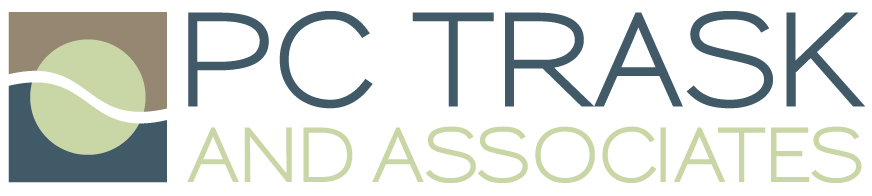 PC TRASK
AND ASSOCIATES